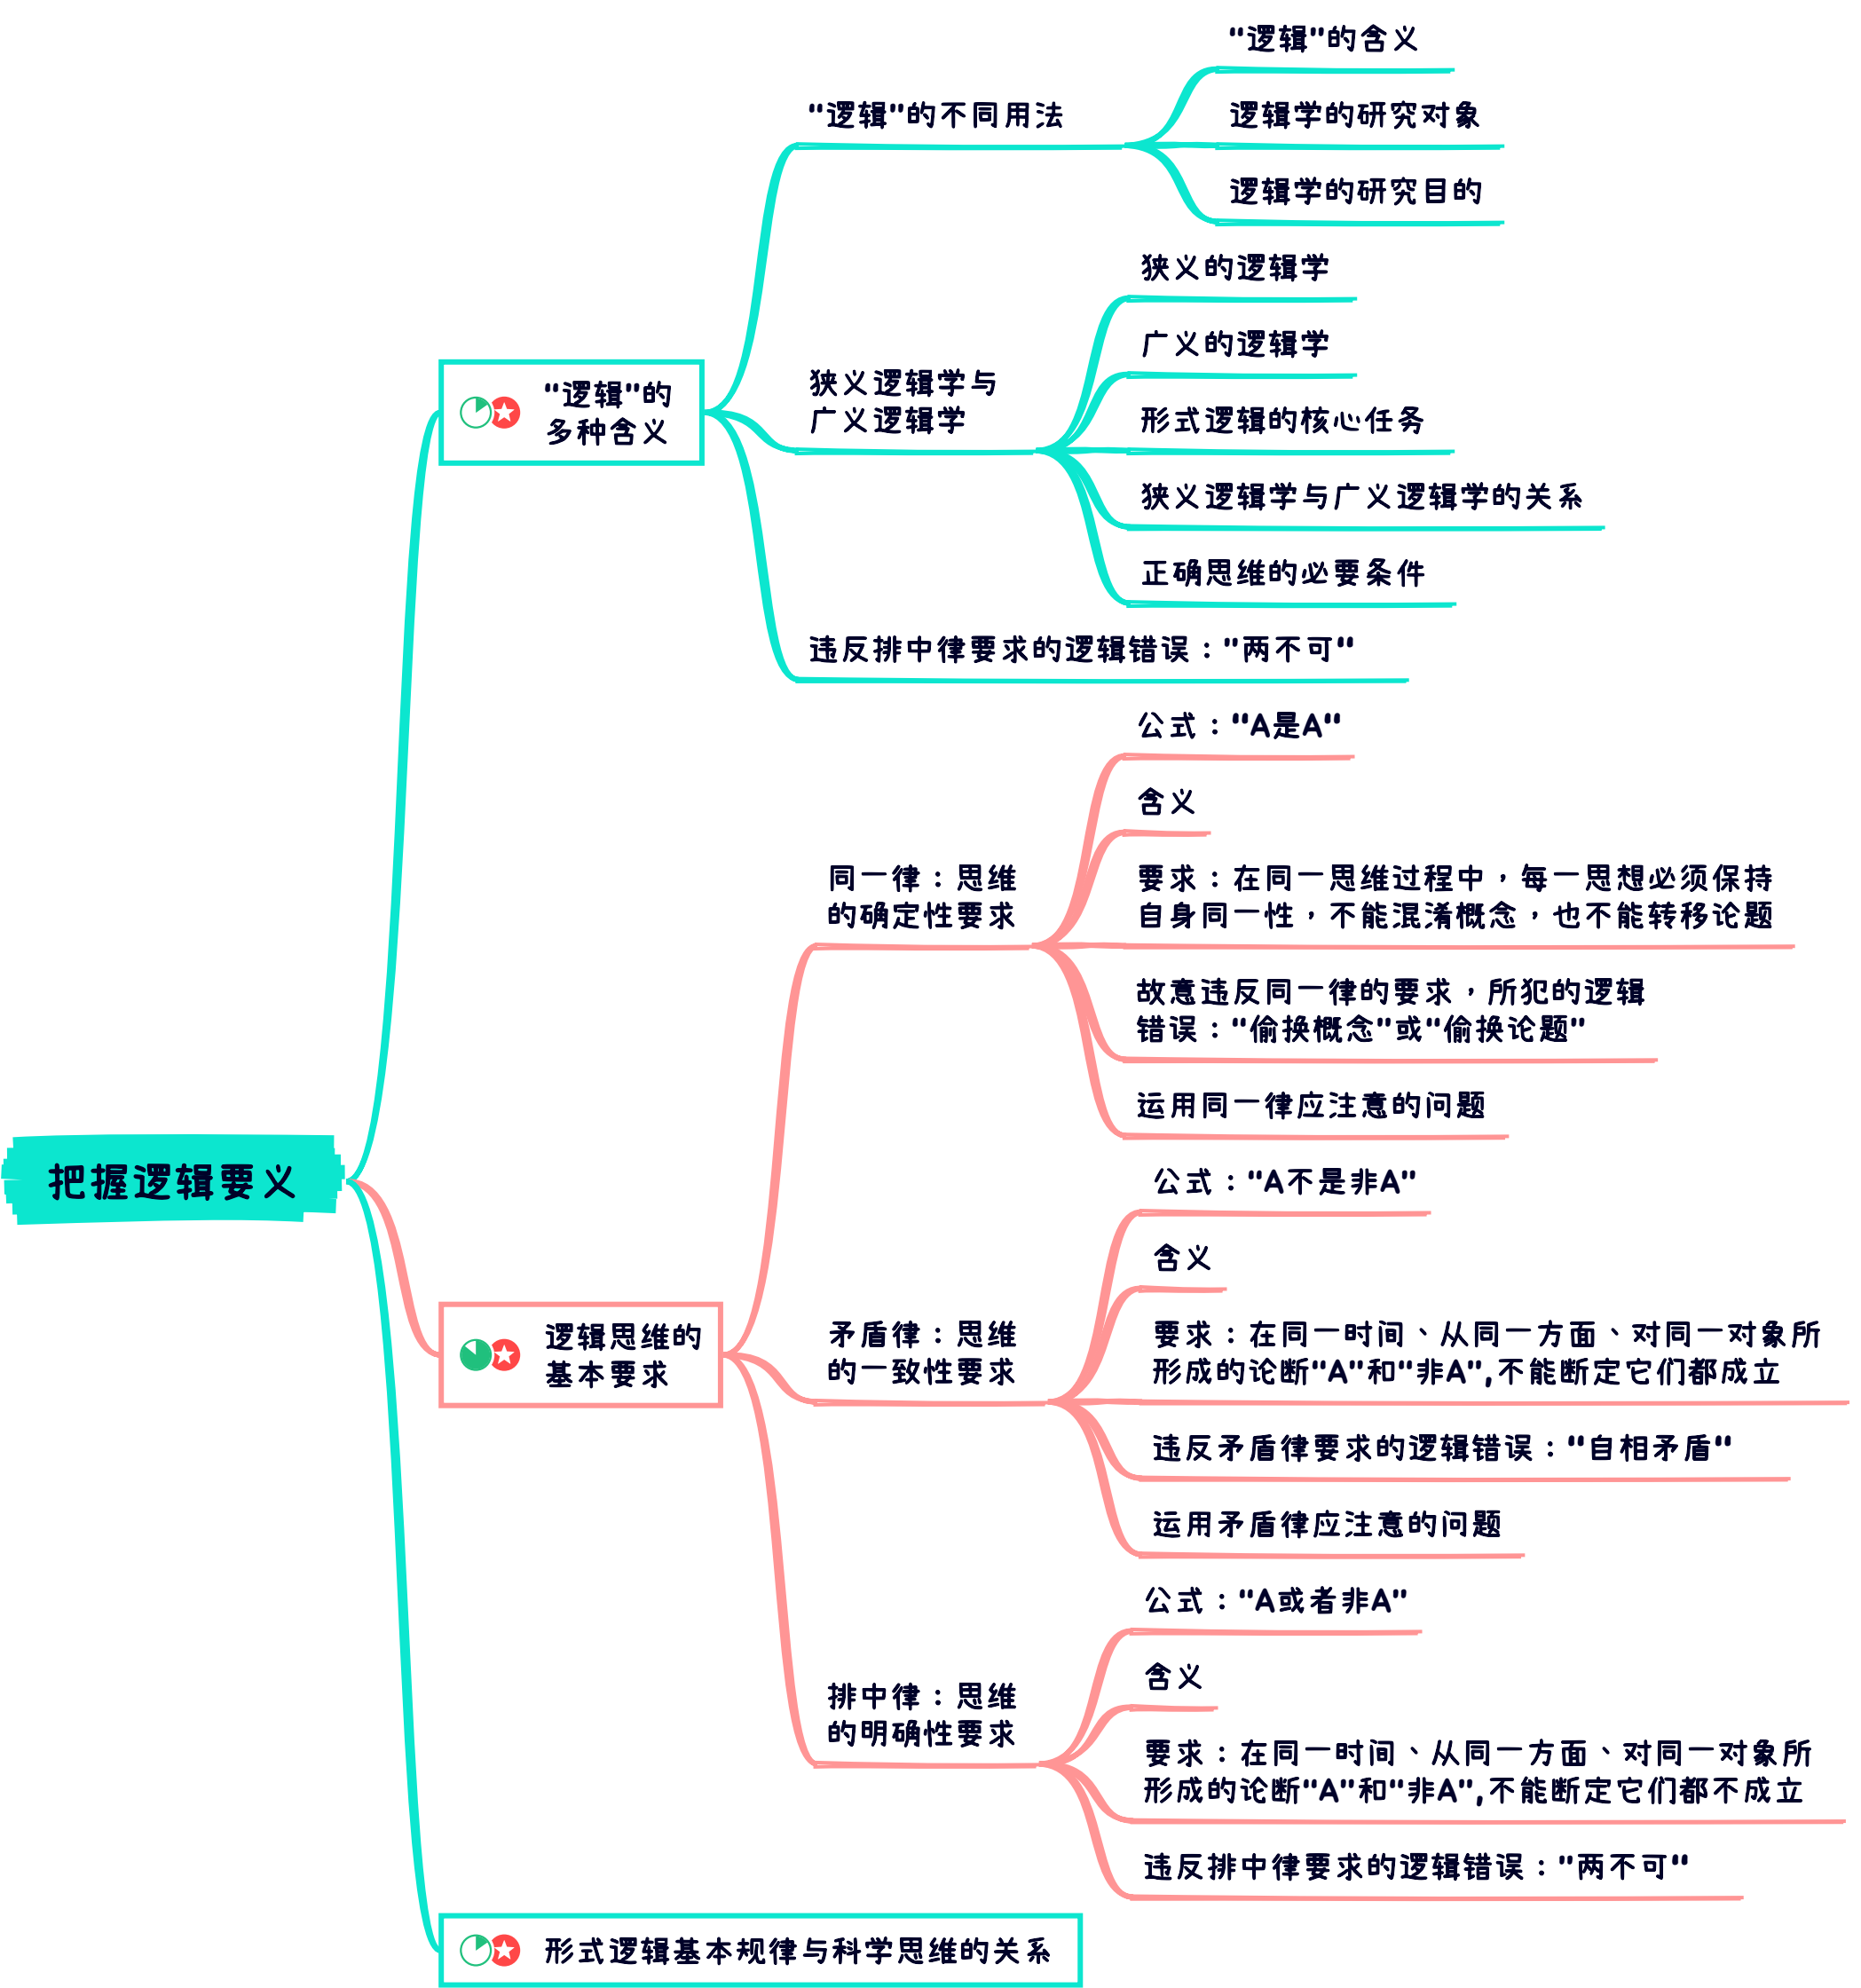 把握逻辑要义
"逻辑"的
多种含义
"逻辑"的不同用法
"逻辑"的含义
逻辑学的研究对象
逻辑学的研究目的
狭义逻辑学与
广义逻辑学
狭义的逻辑学
广义的逻辑学
形式逻辑的核心任务
狭义逻辑学与广义逻辑学的关系
正确思维的必要条件
违反排中律要求的逻辑错误："两不可"
逻辑思维的
基本要求
同一律：思维
的确定性要求
公式："A是A"
含义
要求：在同一思维过程中，每一思想必须保持
自身同一性，不能混淆概念，也不能转移论题
故意违反同一律的要求，所犯的逻辑
错误："偷换概念"或"偷换论题"
运用同一律应注意的问题
矛盾律：思维
的一致性要求
公式："A不是非A"
含义
要求：在同一时间、从同一方面、对同一对象所
形成的论断"A"和"非A",不能断定它们都成立
违反矛盾律要求的逻辑错误："自相矛盾"
运用矛盾律应注意的问题
排中律：思维
的明确性要求
公式："A或者非A"
含义
要求：在同一时间、从同一方面、对同一对象所
形成的论断"A"和"非A",不能断定它们都不成立
违反排中律要求的逻辑错误："两不可"
形式逻辑基本规律与科学思维的关系